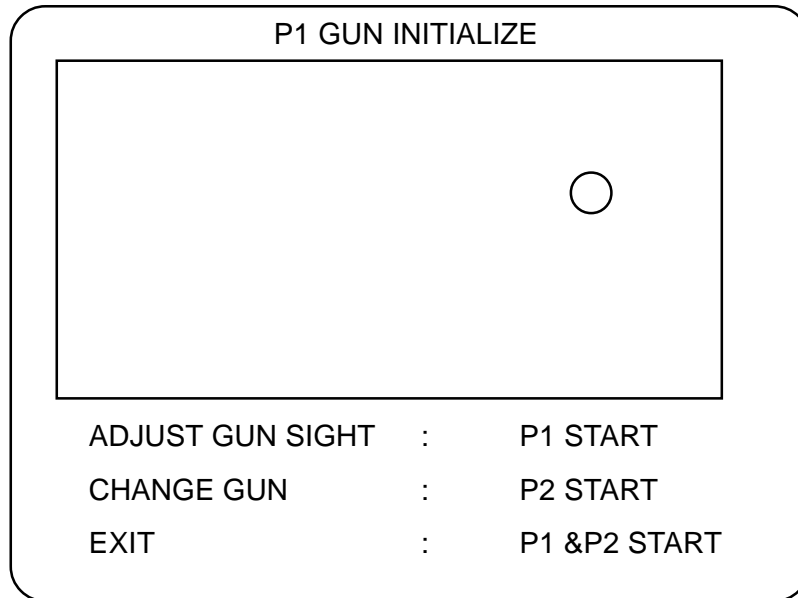 P1 GUN INITIALIZE
ADJUST GUN SIGHT : P1 START
CHANGE GUN : P2 START
EXIT : P1 &P2 START